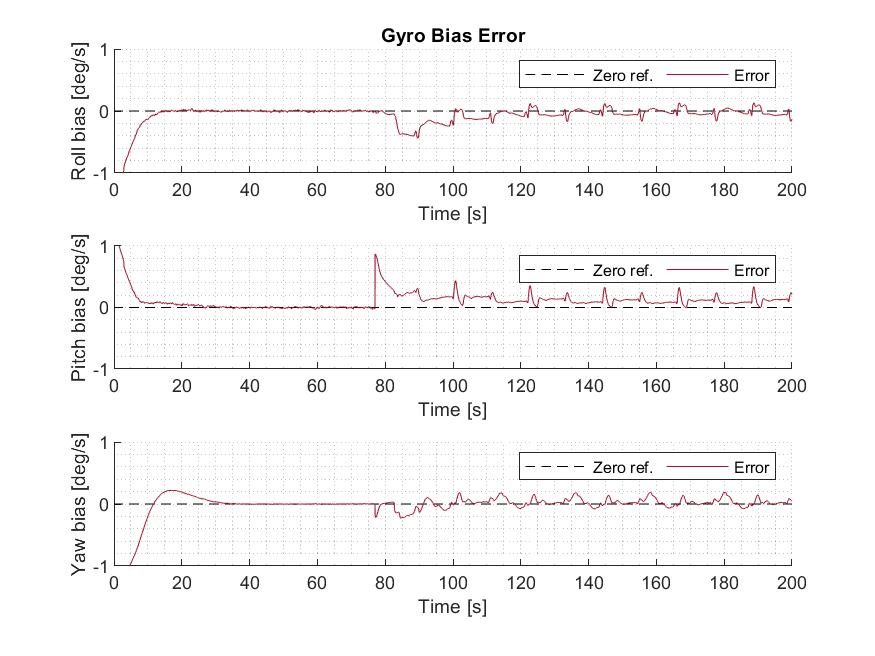 Gyro Bias Error
Roll bias [deg/s]
1
0
-1
Zero ref. Error
0 20 40 60 80 100 120 140 160 180 200
Time [s]
Pitch bias [deg/s]
1
0
-1
Zero ref. Error
0 20 40 60 80 100 120 140 160 180 200
Time [s]
Yaw bias [deg/s]
1
0
-1
Zero ref. Error
0 20 40 60 80 100 120 140 160 180 200
Time [s]